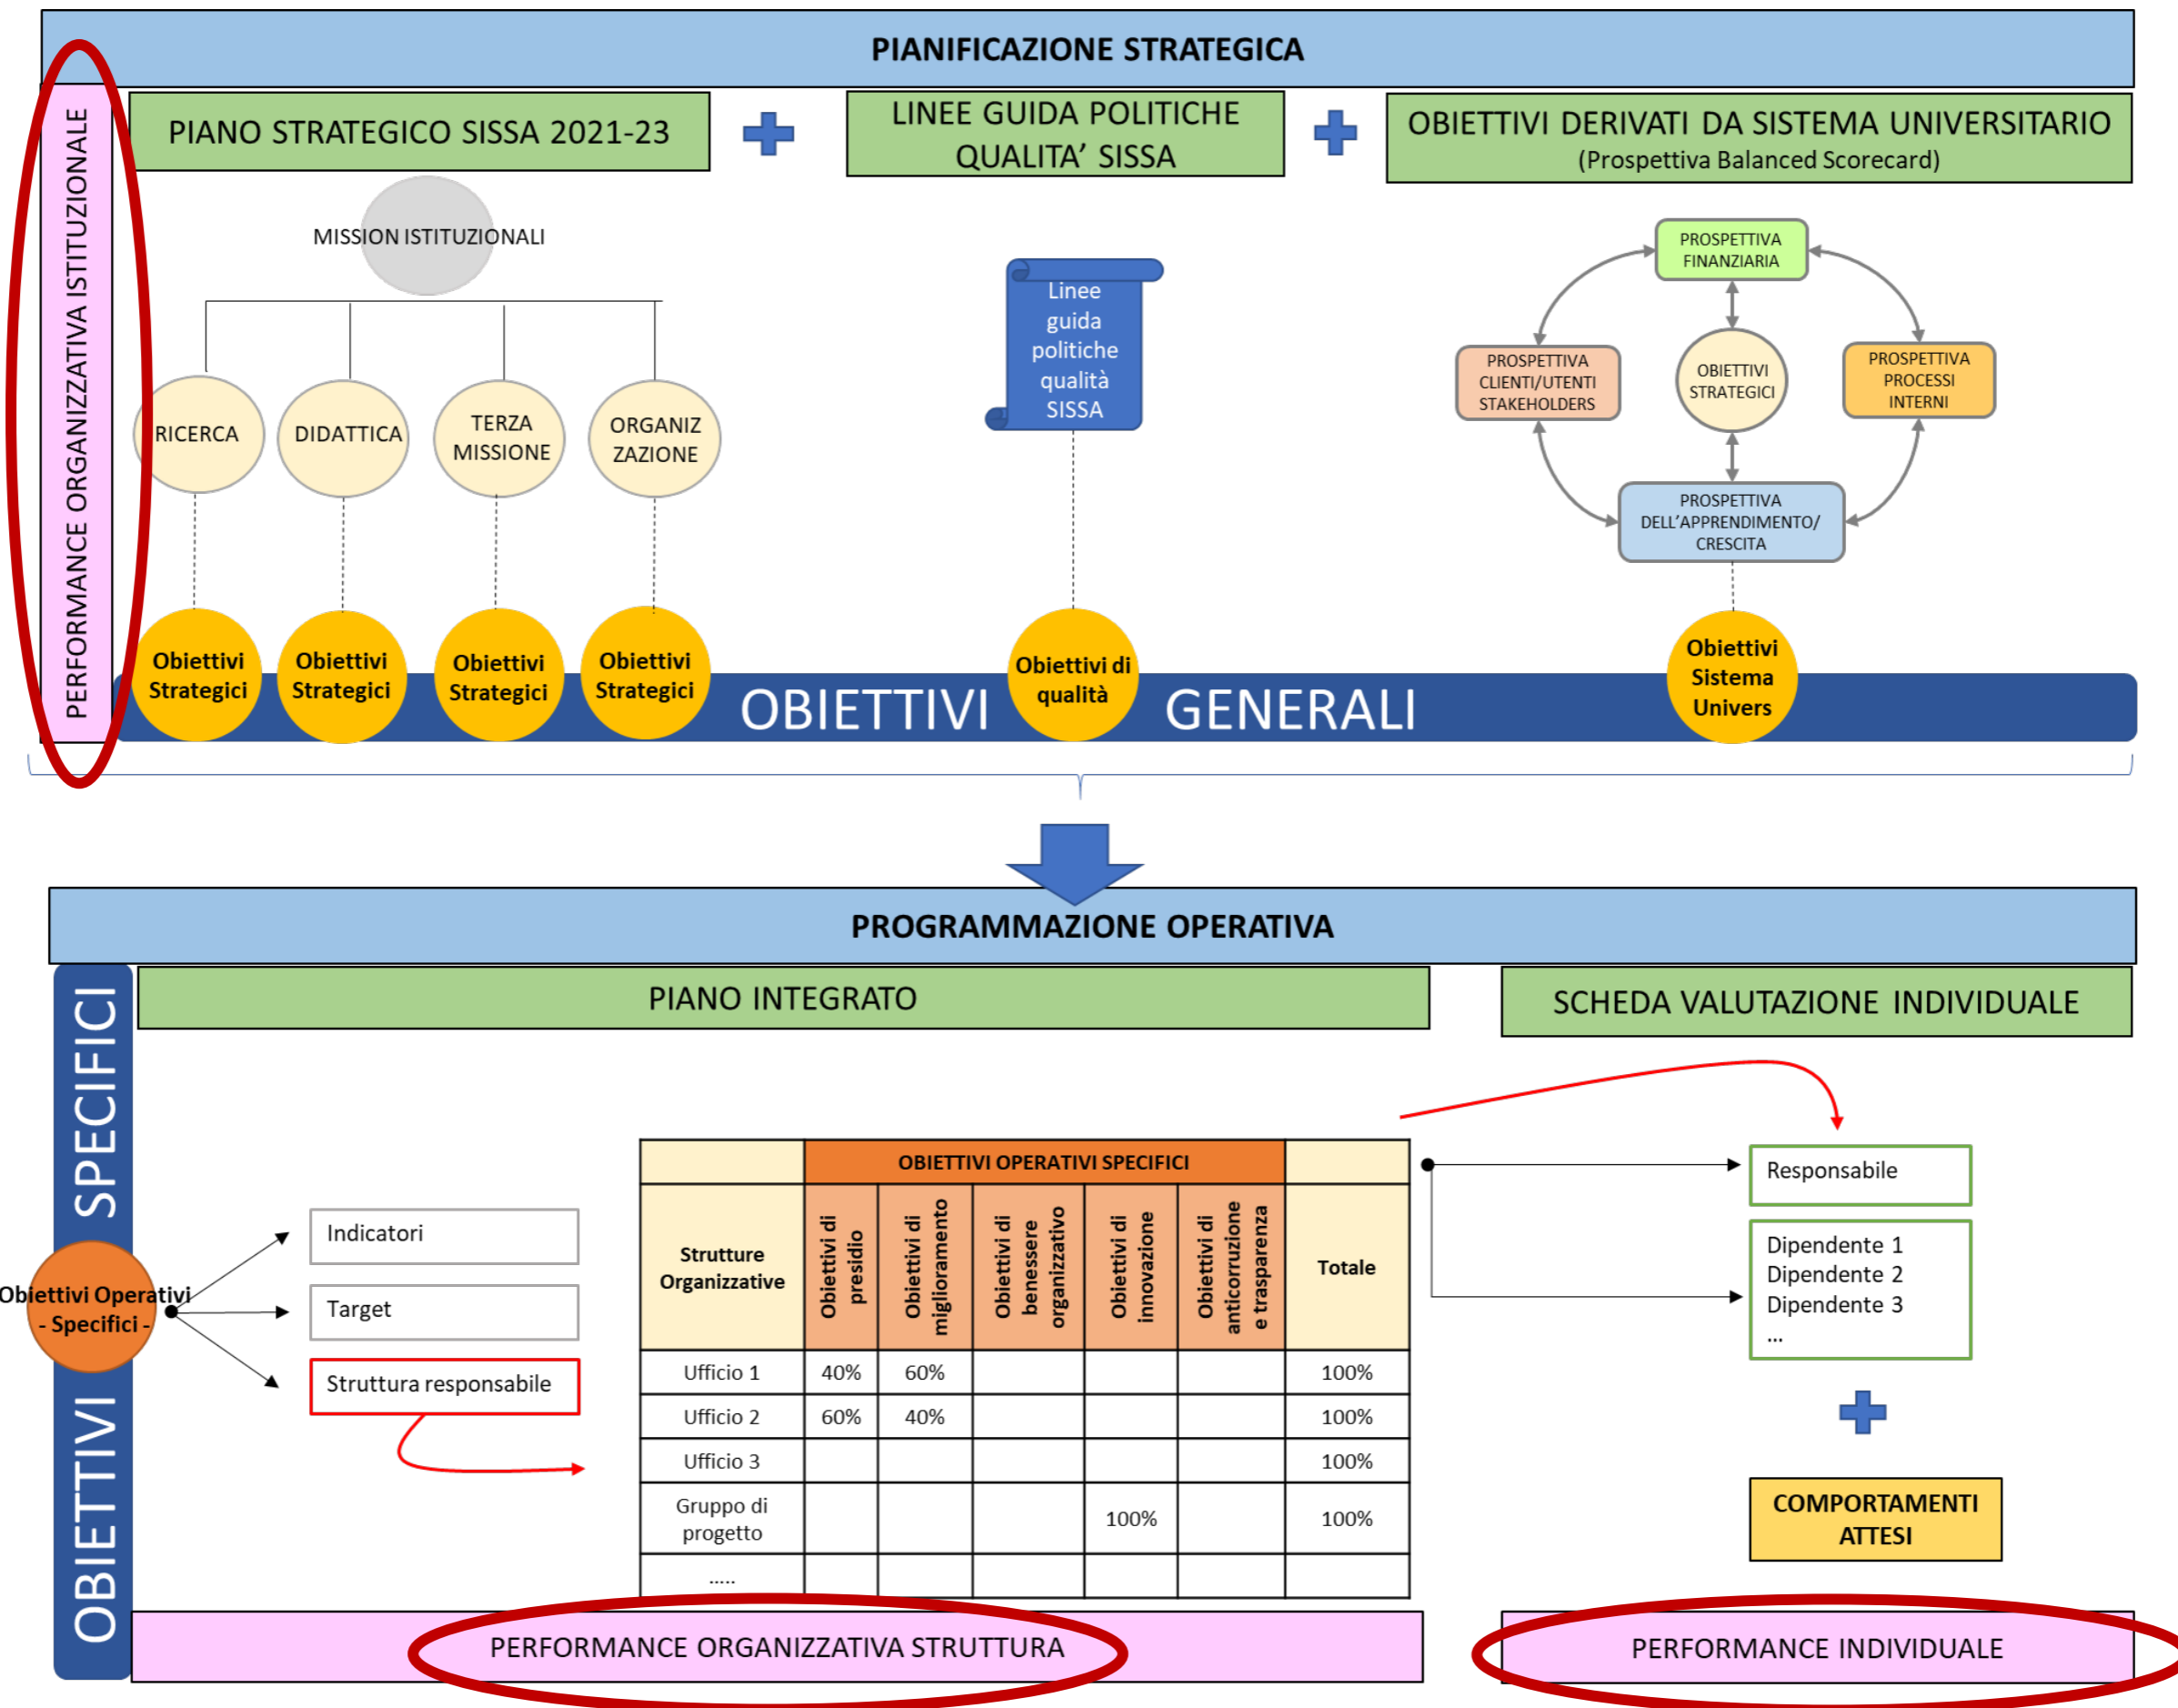 PIANIFICAZIONE STRATEGICA
PERFORMANCE ORGANIZZATIVA ISTITUZIONALE
PIANO STRATEGICO SISSA 2021-23
LINEE GUIDA POLITICHE
QUALITA’ SISSA
OBIETTIVI DERIVATI DA SISTEMA UNIVERSITARIO
(Prospettiva Balanced Scorecard)
MISSION ISTITUZIONALI
RICERCA
DIDATTICA
TERZA
MISSIONE
ORGANIZ
ZAZIONE
Linee
guida
politiche
qualità
SISSA
PROSPETTIVA
FINANZIARIA
PROSPETTIVA
CLIENTI/UTENTI
STAKEHOLDERS
OBIETTIVI
STRATEGICI
PROSPETTIVA
PROCESSI
INTERNI
PROSPETTIVA
DELL’APPRENDIMENTO/
CRESCITA
Obiettivi
Strategici
Obiettivi
Strategici
Obiettivi
Strategici
Obiettivi
Strategici
Obiettivi di
qualità
Obiettivi
Sistema
Univers
OBIETTIVI GENERALI
PROGRAMMAZIONE OPERATIVA
OBIETTIVI SPECIFICI
PIANO INTEGRATO
SCHEDA VALUTAZIONE INDIVIDUALE
Obiettivi Operativi
- Specifici -
Indicatori
Target
Struttura responsabile
OBIETTIVI OPERATIVI SPECIFICI
Strutture
Organizzative
Obiettivi di
presidio
Obiettivi di
miglioramento
Obiettivi di
benessere
organizzativo
Obiettivi di
innovazione
Obiettivi di
anticorruzione
e trasparenza
Totale
Ufficio 1 40% 60% 100%
Ufficio 2 60% 40% 100%
Ufficio 3 100%
Gruppo di
progetto
100% 100%
.....
Responsabile
Dipendente 1
Dipendente 2
Dipendente 3
...
COMPORTAMENTI
ATTESI
PERFORMANCE ORGANIZZATIVA STRUTTURA
PERFORMANCE INDIVIDUALE